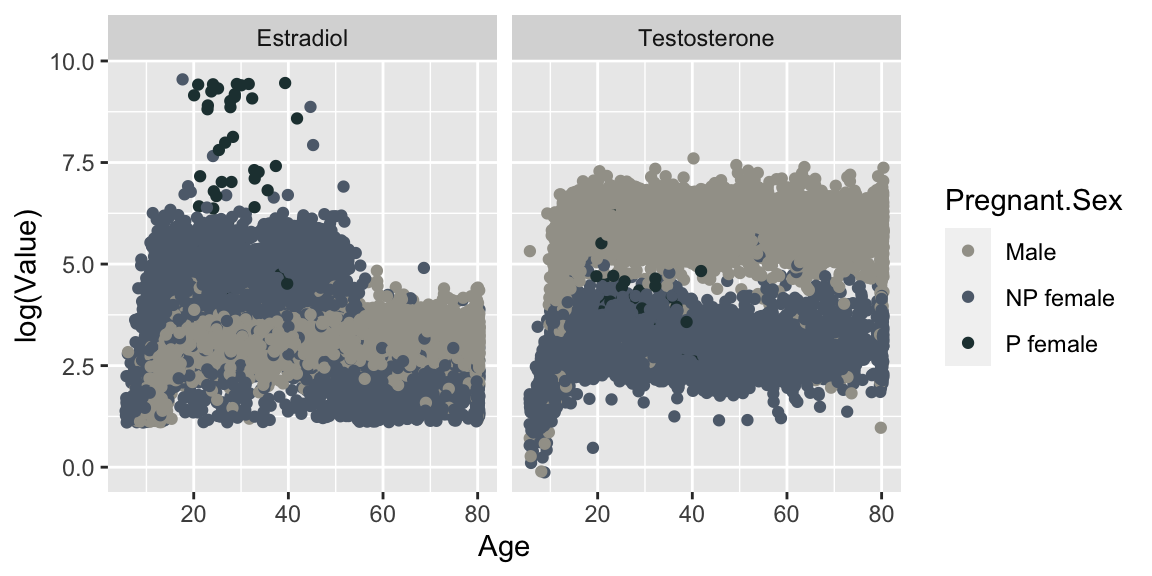 Estradiol
Testosterone
log(Value)
10.0
7.5
5.0
2.5
0.0
20
40
60
80
20
40
60
80
Age
Pregnant.Sex
Male
NP female
P female